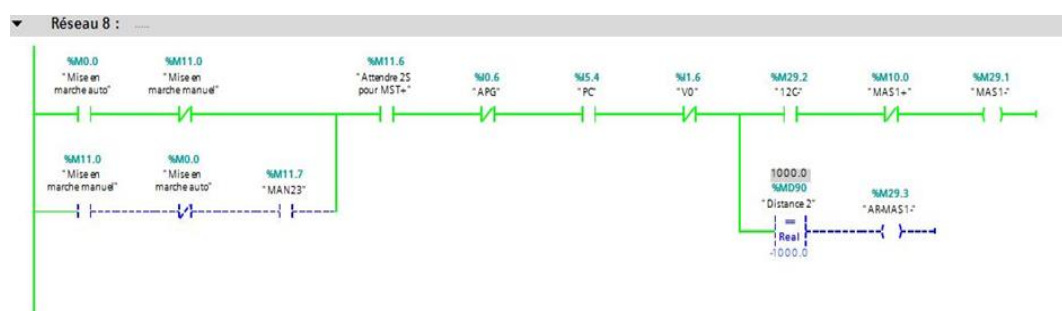 Réseau 8 : .....
%M0.0
"Mise en
marche auto"
%M11.0
"Mise en
marche manuel"
%M11.6
"Attendre 2S
pour MST+"
%I0.6
"APG"
%I5.4
"PC"
%I1.6
"V0"
%M29.2
"12C-"
%M10.0
"MAS1+"
%M29.1
"MAS1-"
%M11.0
"Mise en
marche manuel"
%M0.0
"Mise en
marche auto"
%M11.7
"MAN23"
1000.0
%MD90
"Distance 2"
=
Real
-1000.0
%M29.3
"AR-MAS1-"